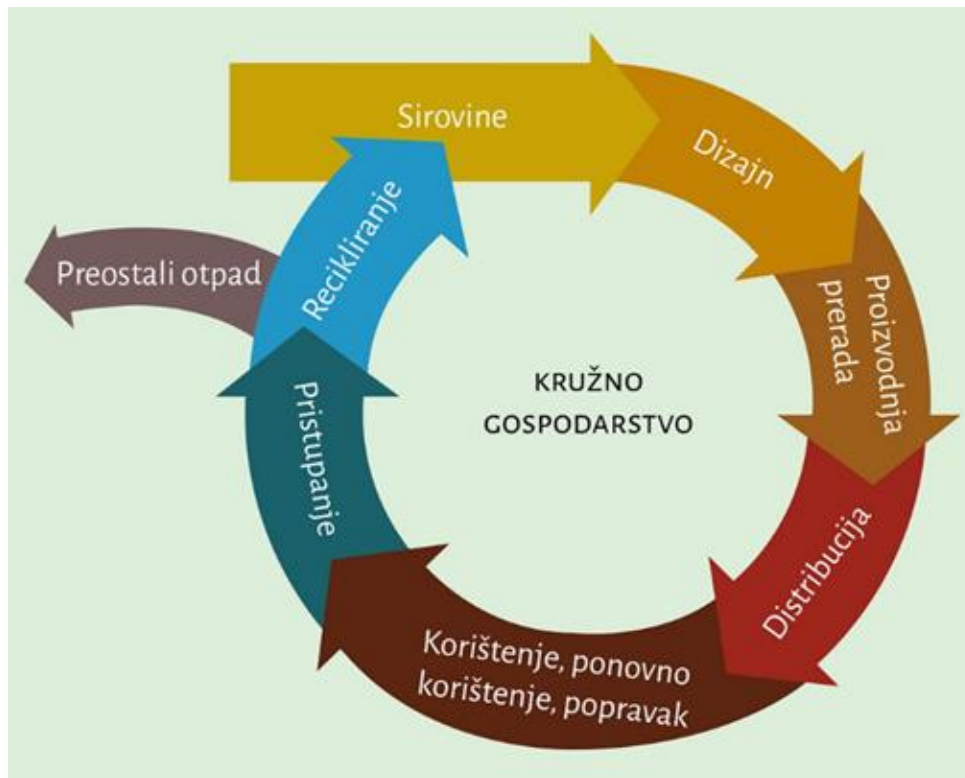 Sirovine
Dizajn
Proizvodnja
prerada
Distribucija
Korištenje, ponovno
korištenje, popravak
Pristupanje
Recikliranje
Preostali otpad
KRUŽNO
GOSPODARSTVO